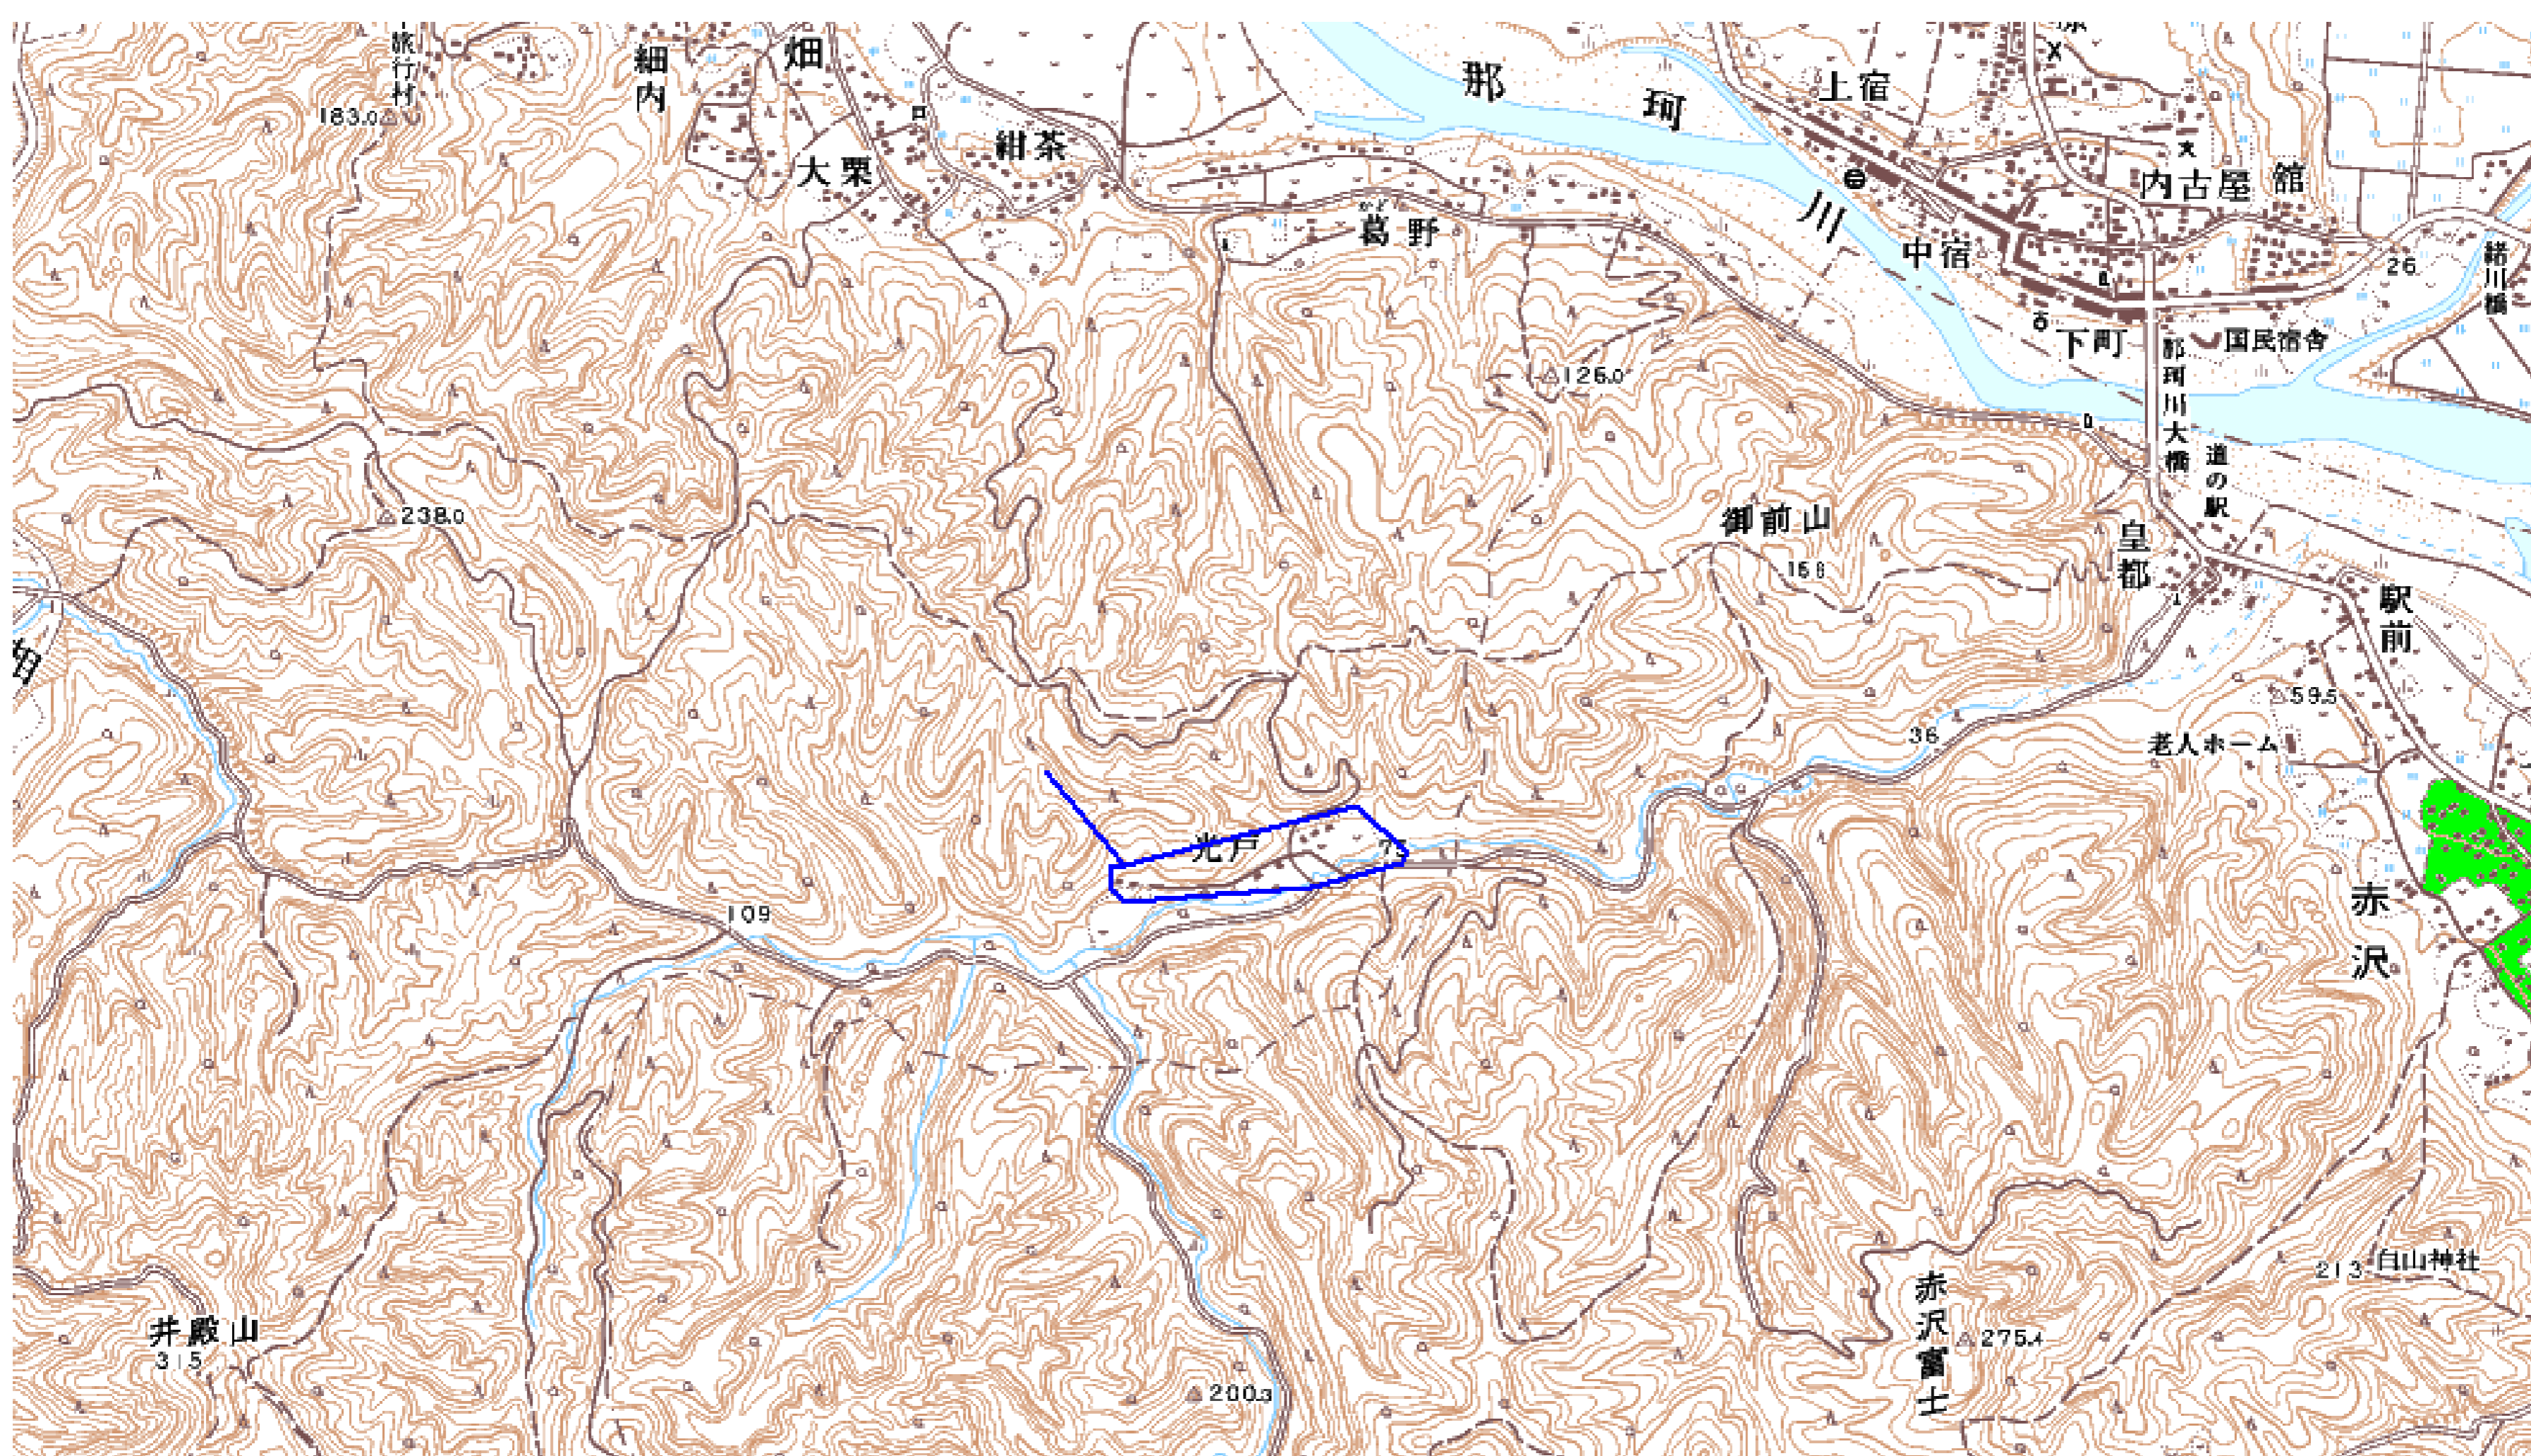 旅行村
細内
畑
183.0
大栗
紺茶
那珂川
上宿
内古屋
館
葛野
かど
中宿
26
緒川橋
下町
国民宿舎
那珂川大橋
道の駅
126.0
238.0
御前山
156
皇都
駅前
59.5
老人ホーム
36
光戸
109
赤沢
井殿山
315
200.3
赤沢富士
275.4
213
白山神社